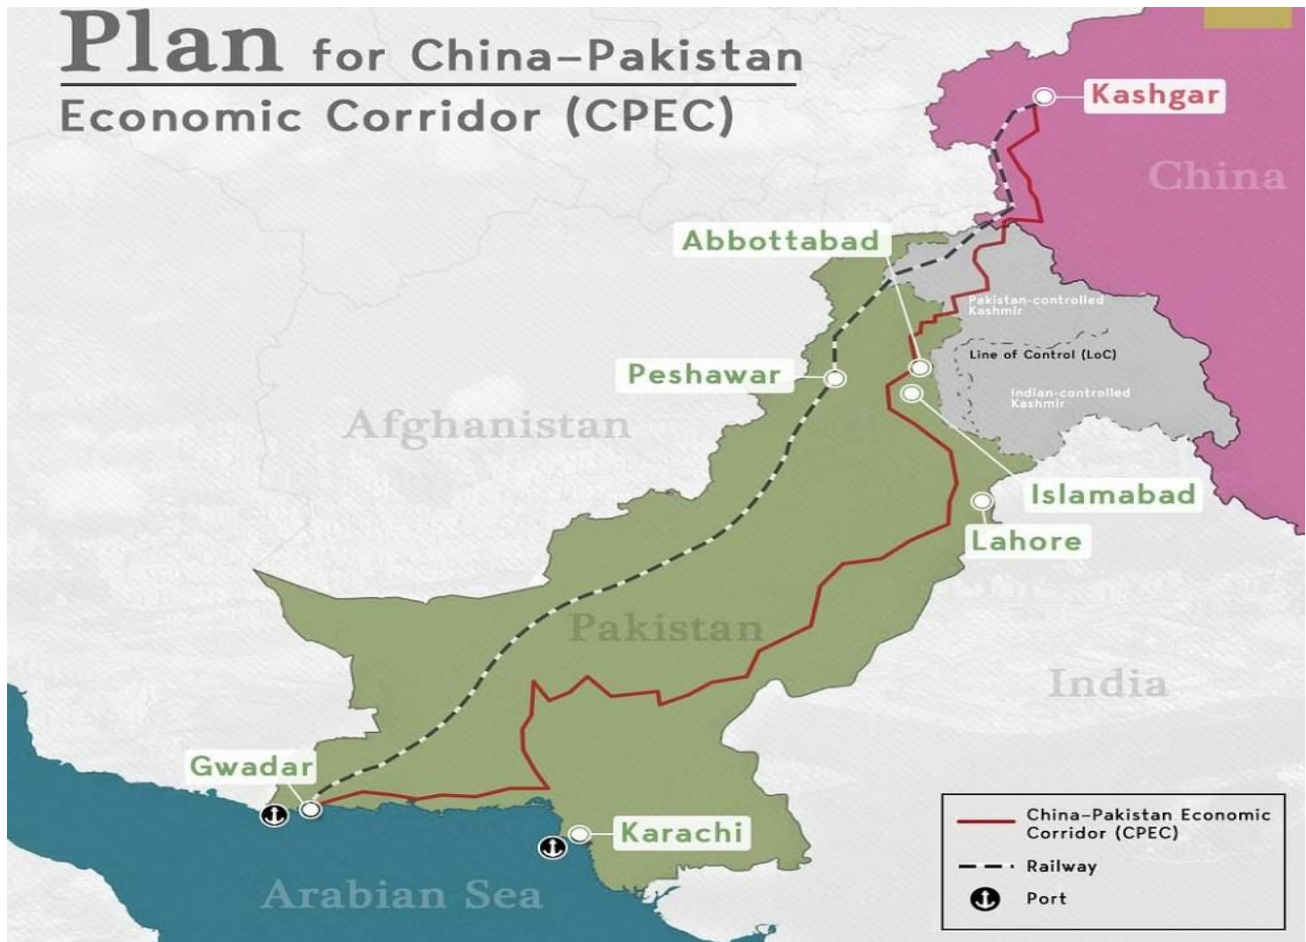 Plan for China–Pakistan
Economic Corridor (CPEC)
Kashgar
China
Abbottabad
Pakistan-controlled
Kashmir
Line of Control (LoC)
Peshawar
Indian-controlled
Kashmir
Afghanistan
Islamabad
Lahore
Pakistan
India
Gwadar
Karachi
Arabian Sea
China–Pakistan Economic
Corridor (CPEC)
Railway
Port